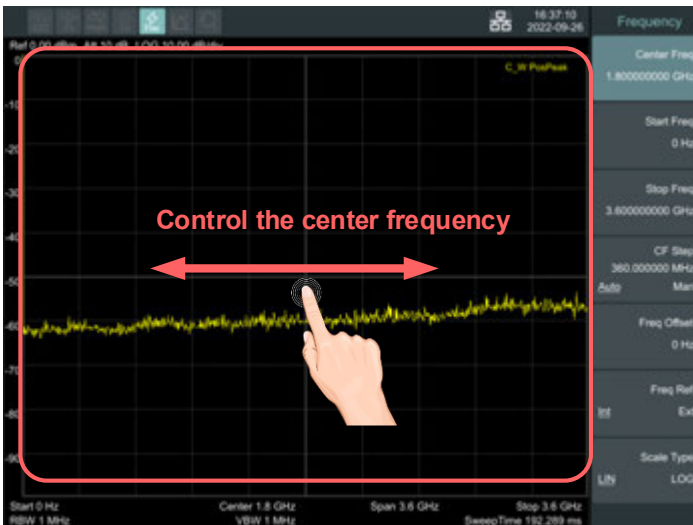 16:37:10
2022-09-26
Frequency
Ref 0.00 dBm Att 10 dB LOG 10.00 dB/div
C_W PosPeak
0
-10
-20
-30
-40
-50
-60
-70
-80
-90
Control the center frequency
Center Freq
1.800000000 GHz
Start Freq
0 Hz
Stop Freq
3.600000000 GHz
CF Step
360.000000 MHz
Auto Man
Freq Offset
0 Hz
Freq Ref
Int Ext
Scale Type
LIN LOG
Start 0 Hz Center 1.8 GHz Span 3.6 GHz Stop 3.6 GHz
RBW 1 MHz VBW 1 MHz SweepTime 192.289 ms